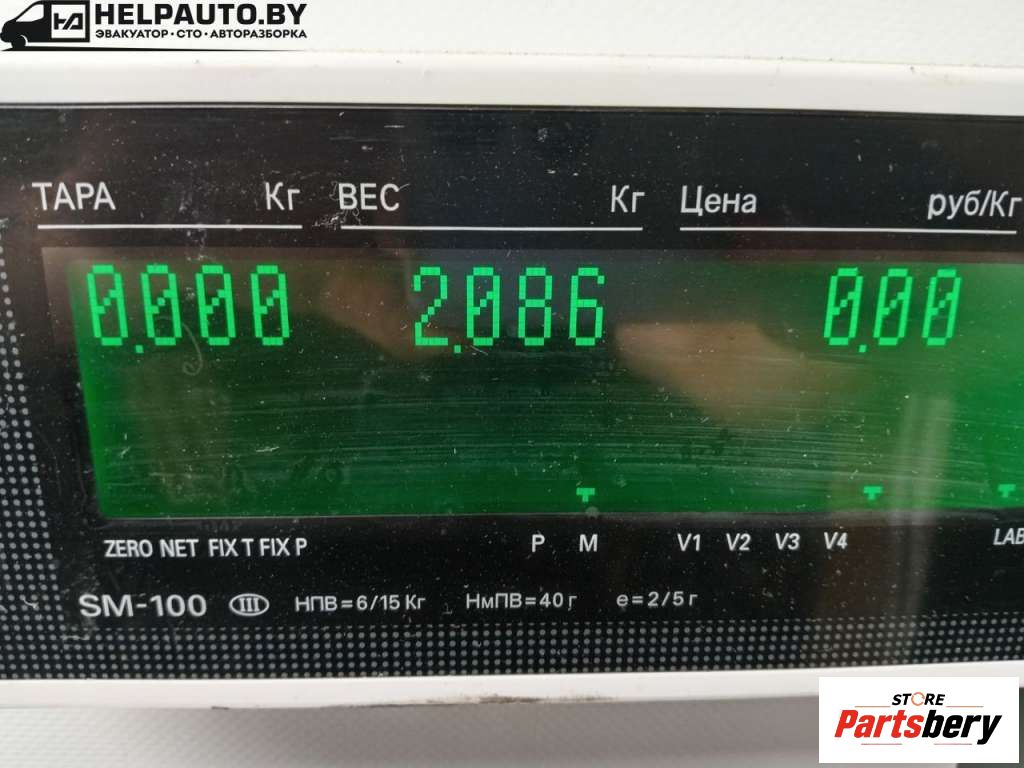 HELPAUTO.BY
ЭВАКУАТОР · СТО · АВТОРАЗБОРКА
ТАРА Кг ВЕС Кг Цена руб/Кг
0.000 2.086 0.00
ZERO NET FIX T FIX P P M V1 V2 V3 V4 LAB
SM-100 III НПВ=6/15 Кг НмПВ=40 г e=2/5 г
STORE
Partsbery